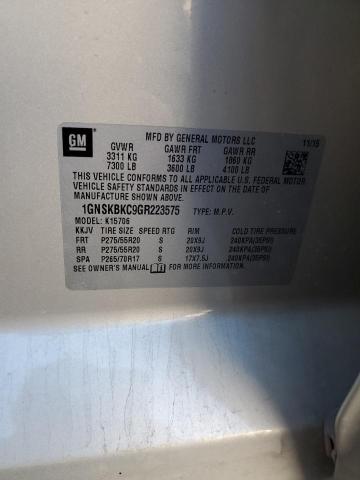 GM
MFD BY GENERAL MOTORS LLC 11/15
GVWR GAWR FRT GAWR RR
3311 KG 1633 KG 1860 KG
7300 LB 3600 LB 4100 LB
THIS VEHICLE CONFORMS TO ALL APPLICABLE U.S. FEDERAL MOTOR
VEHICLE SAFETY STANDARDS IN EFFECT ON THE DATE OF
MANUFACTURE SHOWN ABOVE.
1GNSKBKC9GR223575 TYPE: M.P.V.
MODEL: K15706
KKJV TIRE SIZE SPEED RTG RIM COLD TIRE PRESSURE
FRT P275/55R20 S 20X9J 240KPA(35PSI)
RR P275/55R20 S 20X9J 240KPA(35PSI)
SPA P265/70R17 S 17X7.5J 240KPA(35PSI)
SEE OWNER'S MANUAL FOR ADDITIONAL INFORMATION.